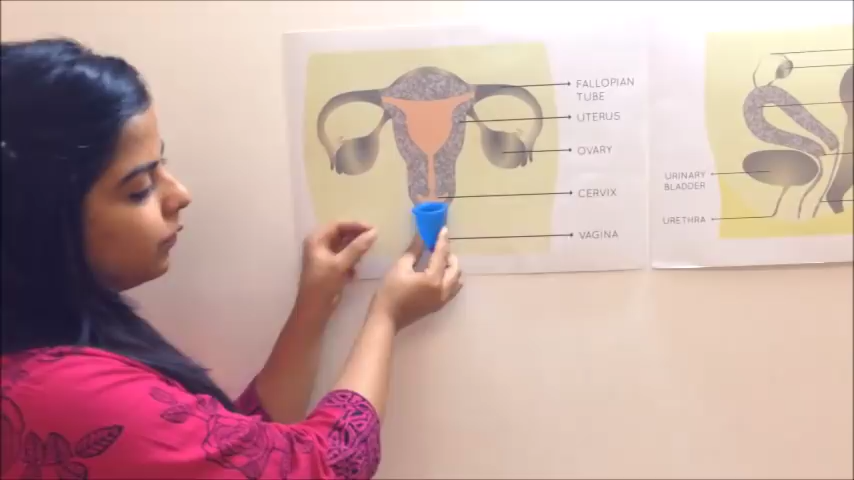 FALLOPIAN
TUBE
UTERUS
OVARY
CERVIX
VAGINA
URINARY
BLADDER
URETHRA